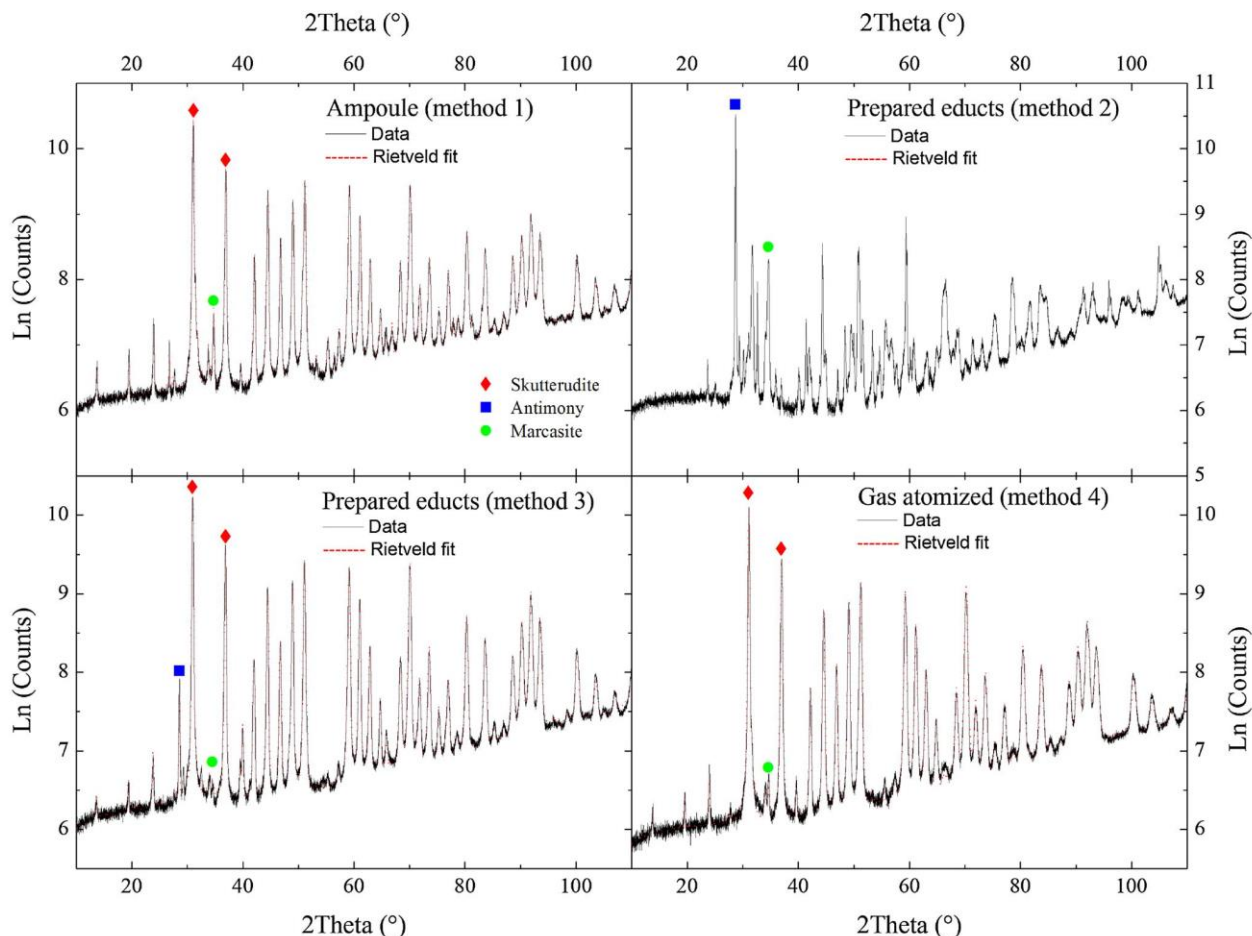 2Theta (°)
2Theta (°)
20 40 60 80 100
20 40 60 80 100
11
Ampoule (method 1)
Data
Rietveld fit
Prepared educts (method 2)
Data
Rietveld fit
10
9
8
7
6
Ln (Counts)
10
9
8
7
6
5
Ln (Counts)
Skutterudite
Antimony
Marcasite
Prepared educts (method 3)
Data
Rietveld fit
Gas atomized (method 4)
Data
Rietveld fit
10
9
8
7
6
Ln (Counts)
10
9
8
7
6
Ln (Counts)
20 40 60 80 100
20 40 60 80 100
2Theta (°)
2Theta (°)